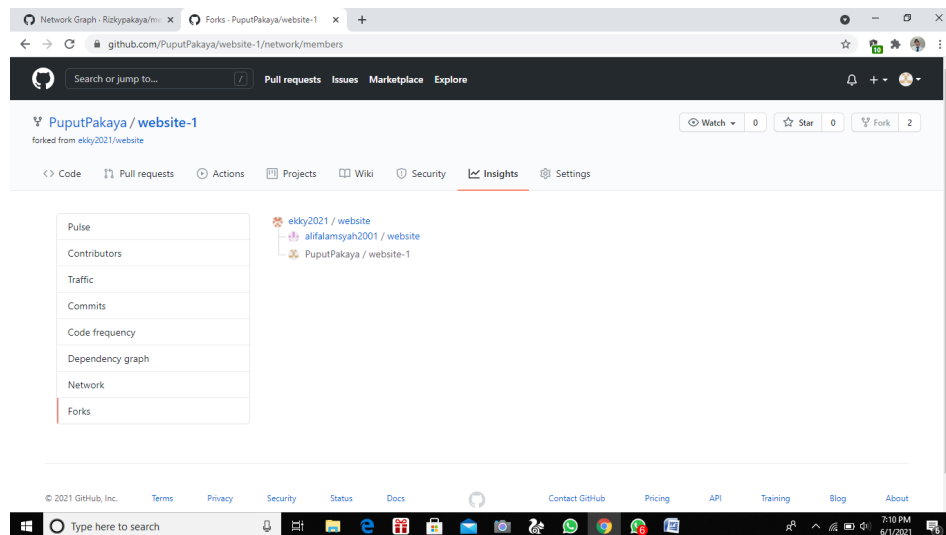 Network Graph · Rizkypakaya/me
Forks · PuputPakaya/website-1
github.com/PuputPakaya/website-1/network/members
10
Search or jump to...
/
Pull requests Issues Marketplace Explore
PuputPakaya / website-1
Watch 0 Star 0 Fork 2
forked from ekky2021/website
<> Code Pull requests Actions Projects Wiki Security Insights Settings
Pulse
Contributors
Traffic
Commits
Code frequency
Dependency graph
Network
Forks
ekky2021 / website
alifalamsyah2001 / website
PuputPakaya / website-1
© 2021 GitHub, Inc. Terms Privacy Security Status Docs Contact GitHub Pricing API Training Blog About
Type here to search
6
7:10 PM
6/1/2021
6